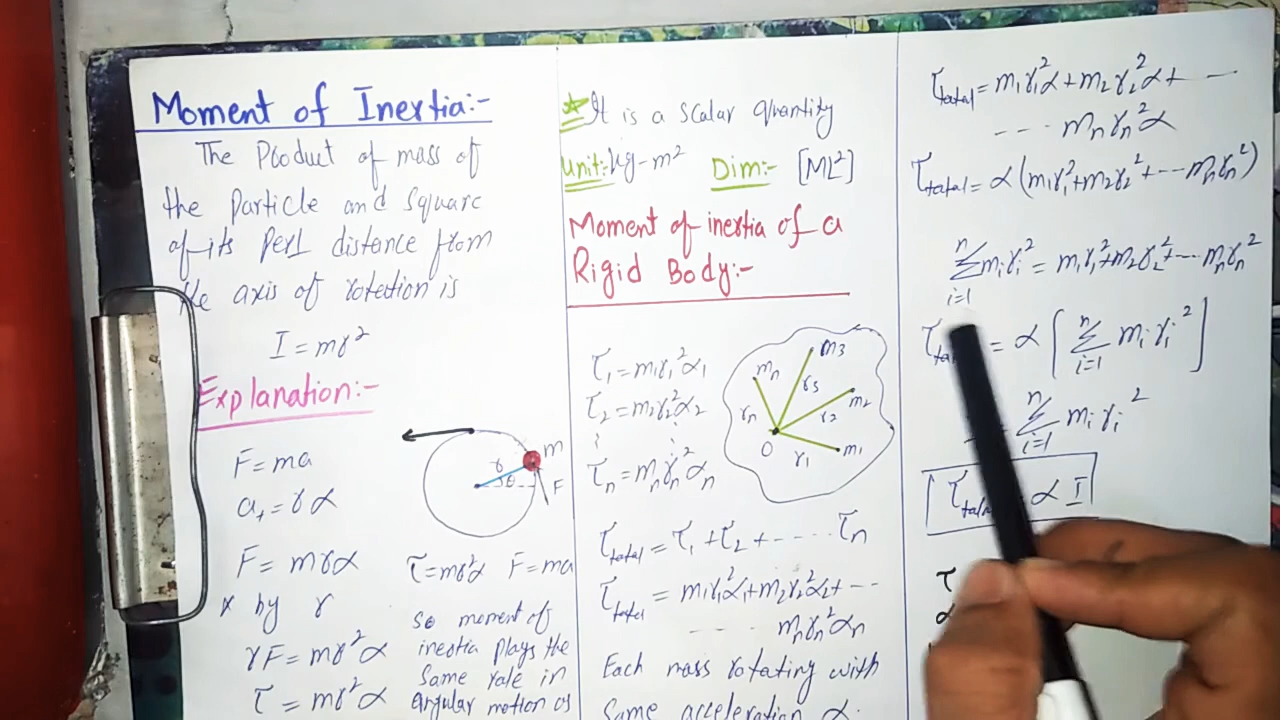 Moment of Inertia:-
The Product of mass of
the Particle and Square
of its Per⊥ distance from
the axis of rotection is
I = mr²
Explanation:-
F = ma
aₜ = rα
F = mrα
x by r
rF = mr²α
τ = mr²α
m
r
θ
F
τ = mr²α F = ma
so moment of
inertia plays the
Same role in
angular motion as
It is a scalar quantity
Unit:- kg-m² Dim:- [ML²]
Moment of inertia of a
Rigid Body:-
τ₁ = m₁r₁²α₁
τ₂ = m₂r₂²α₂
τₙ = mₙrₙ²αₙ
mₙ
m₃
m₂
m₁
rₙ
r₃
r₂
r₁
O
τtotal = τ₁ + τ₂ + ----- τₙ
τtotal = m₁r₁²α₁ + m₂r₂²α₂ + ---
---- mₙrₙ²αₙ
Each mass rotating with
Same acceleration α.
τtotal = m₁r₁²α + m₂r₂²α + ----
---- mₙrₙ²α
τtotal = α(m₁r₁² + m₂r₂² + --- mₙrₙ²)
n
Σ mᵢrᵢ² = m₁r₁² + m₂r₂² + --- mₙrₙ²
i=1
= α [ n Σ i=1 mᵢrᵢ² ]
n
Σ mᵢrᵢ²
i=1
α I
τ